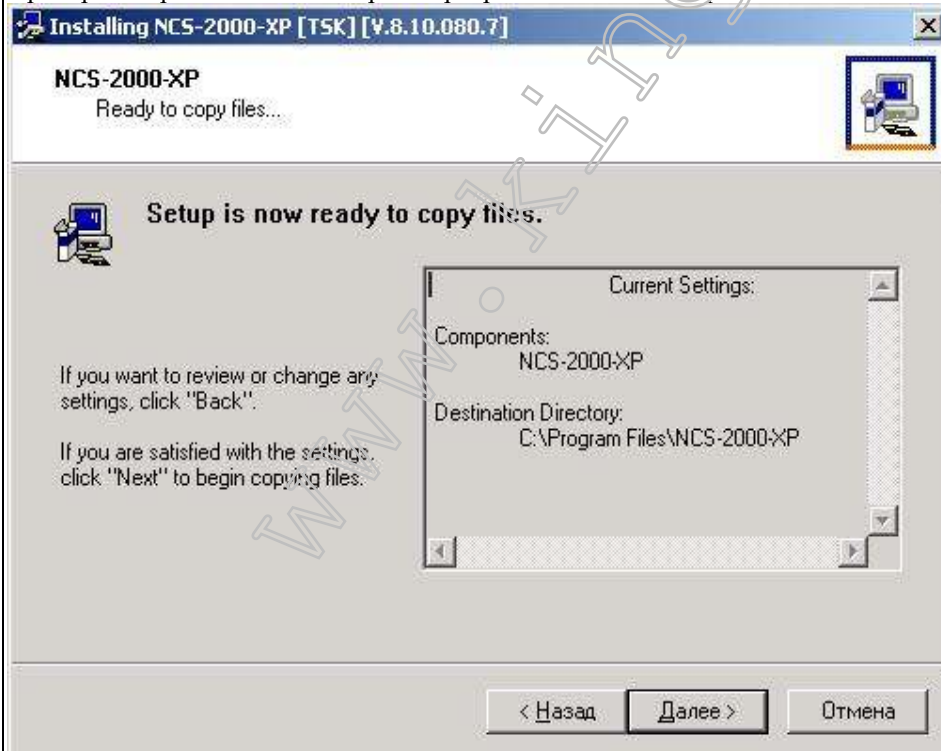 Installing NCS-2000-XP [TSK] [V.8.10.080.7]
NCS-2000-XP
Ready to copy files...
Setup is now ready to copy files.
Current Settings:
Components:
NCS-2000-XP
Destination Directory:
C:\Program Files\NCS-2000-XP
If you want to review or change any
settings, click "Back".
If you are satisfied with the settings,
click "Next" to begin copying files.
< Назад
Далее >
Отмена
www.kin